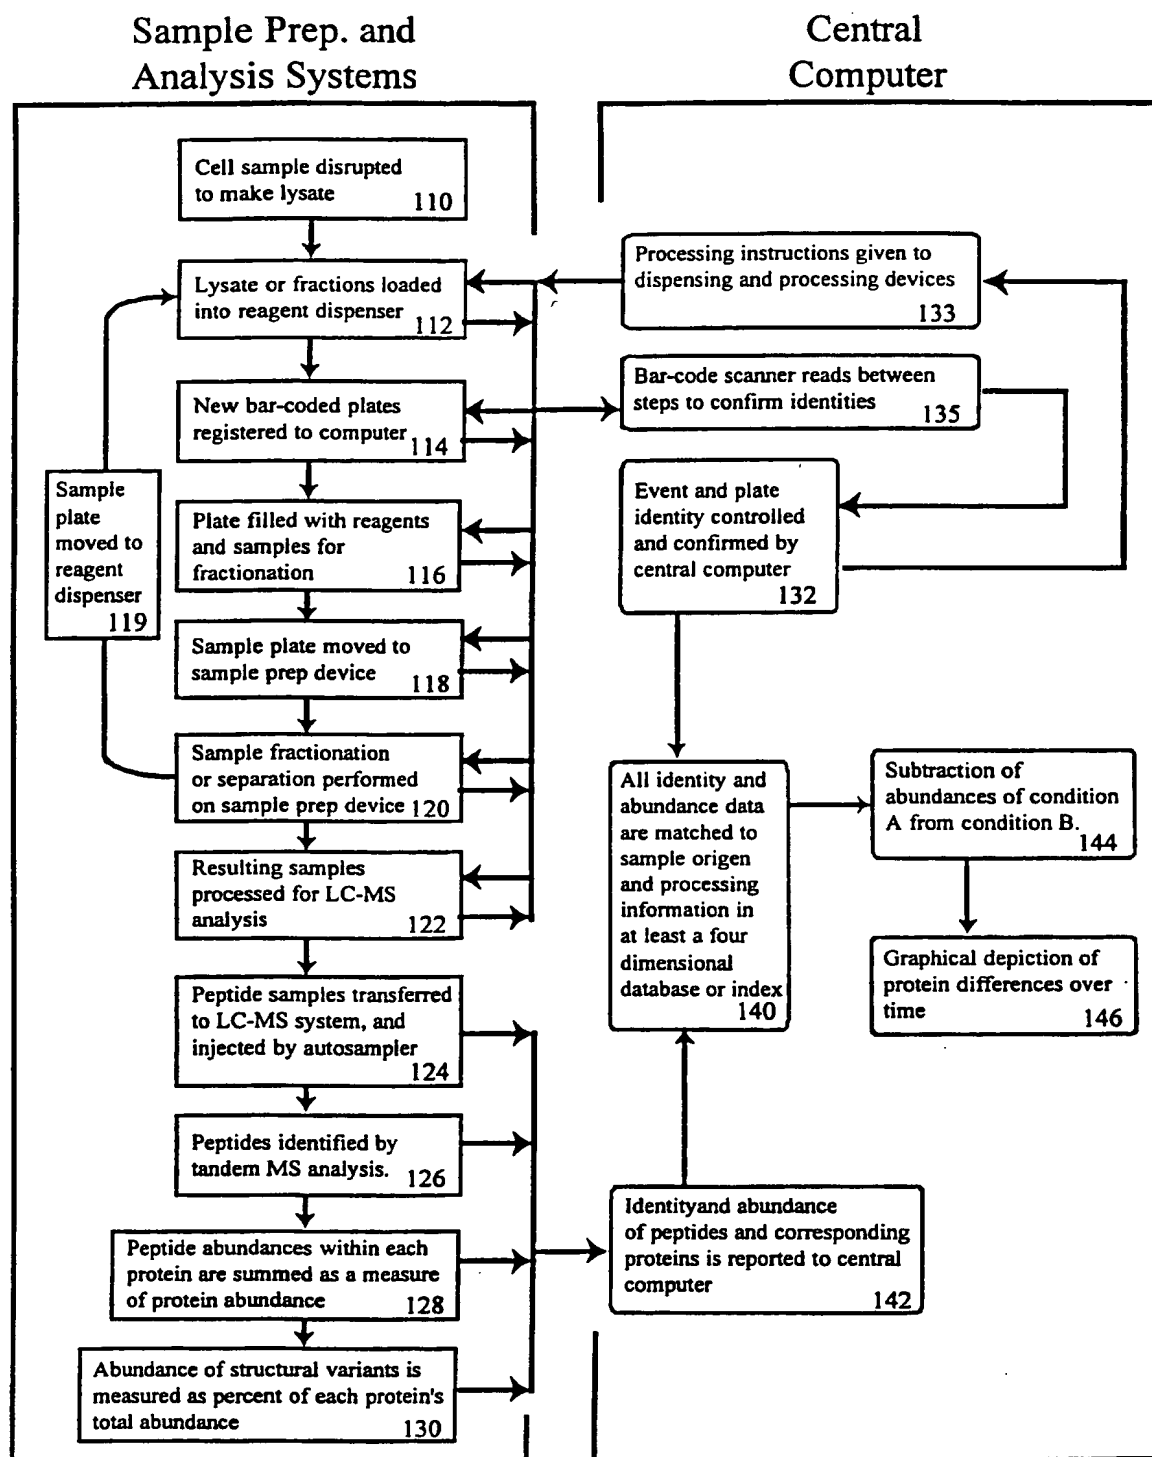 Sample Prep. and
Analysis Systems
Central
Computer
Cell sample disrupted
to make lysate
110
Lysate or fractions loaded
into reagent dispenser
112
New bar-coded plates
registered to computer
114
Plate filled with reagents
and samples for
fractionation
116
Sample plate moved to
sample prep device
118
Sample
plate
moved to
reagent
dispenser
119
Sample fractionation
or separation performed
on sample prep device
120
Resulting samples
processed for LC-MS
analysis
122
Peptide samples transferred
to LC-MS system, and
injected by autosampler
124
Peptides identified by
tandem MS analysis.
126
Peptide abundances within each
protein are summed as a measure
of protein abundance
128
Abundance of structural variants is
measured as percent of each protein's
total abundance
130
Processing instructions given to
dispensing and processing devices
133
Bar-code scanner reads between
steps to confirm identities
135
Event and plate
identity controlled
and confirmed by
central computer
132
All identity and
abundance data
are matched to
sample origen
and processing
information in
at least a four
dimensional
database or index
140
Subtraction of
abundances of condition
A from condition B.
144
Graphical depiction of
protein differences over
time
146
Identityand abundance
of peptides and corresponding
proteins is reported to central
computer
142